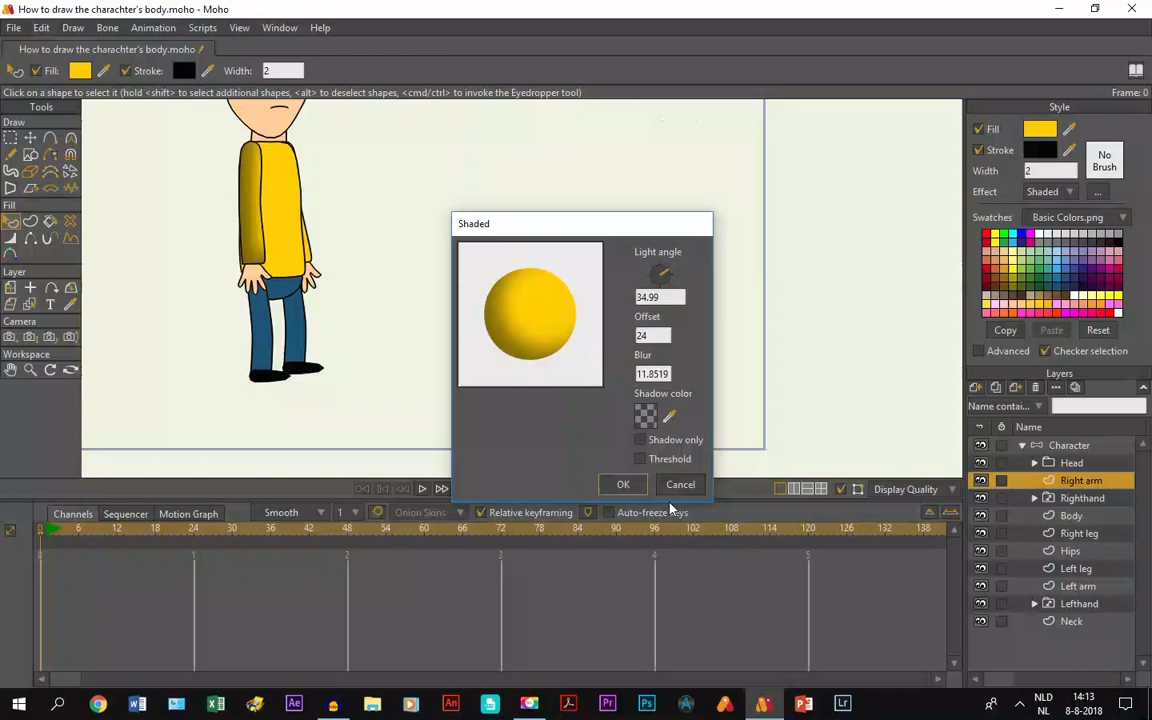 How to draw the charachter's body.moho - Moho
File Edit Draw Bone Animation Scripts View Window Help
How to draw the charachter's body.moho
Fill: Stroke: Width: 2
Click on a shape to select it (hold <shift> to select additional shapes, <alt> to deselect shapes, <cmd/ctrl> to invoke the Eyedropper tool)
Frame: 0
Tools
Draw
Fill
Layer
Camera
Workspace
Shaded
Light angle
34.99
Offset
24
Blur
11.8519
Shadow color
Shadow only
Threshold
OK Cancel
Style
Fill
Stroke
No
Brush
Width 2
Effect Shaded ...
Swatches Basic Colors.png
Copy Paste Reset
Advanced Checker selection
Layers
Name contai...
Name
Character
Head
Right arm
Righthand
Body
Right leg
Hips
Left leg
Left arm
Lefthand
Neck
Display Quality
Channels Sequencer Motion Graph Smooth 1 Onion Skins Relative keyframing Auto-freeze keys
0 6 12 18 24 30 36 42 48 54 60 66 72 78 84 90 96 102 108 114 120 126 132 138
0 1 2 3 4 5
NLD
NL
14:13
8-8-2018